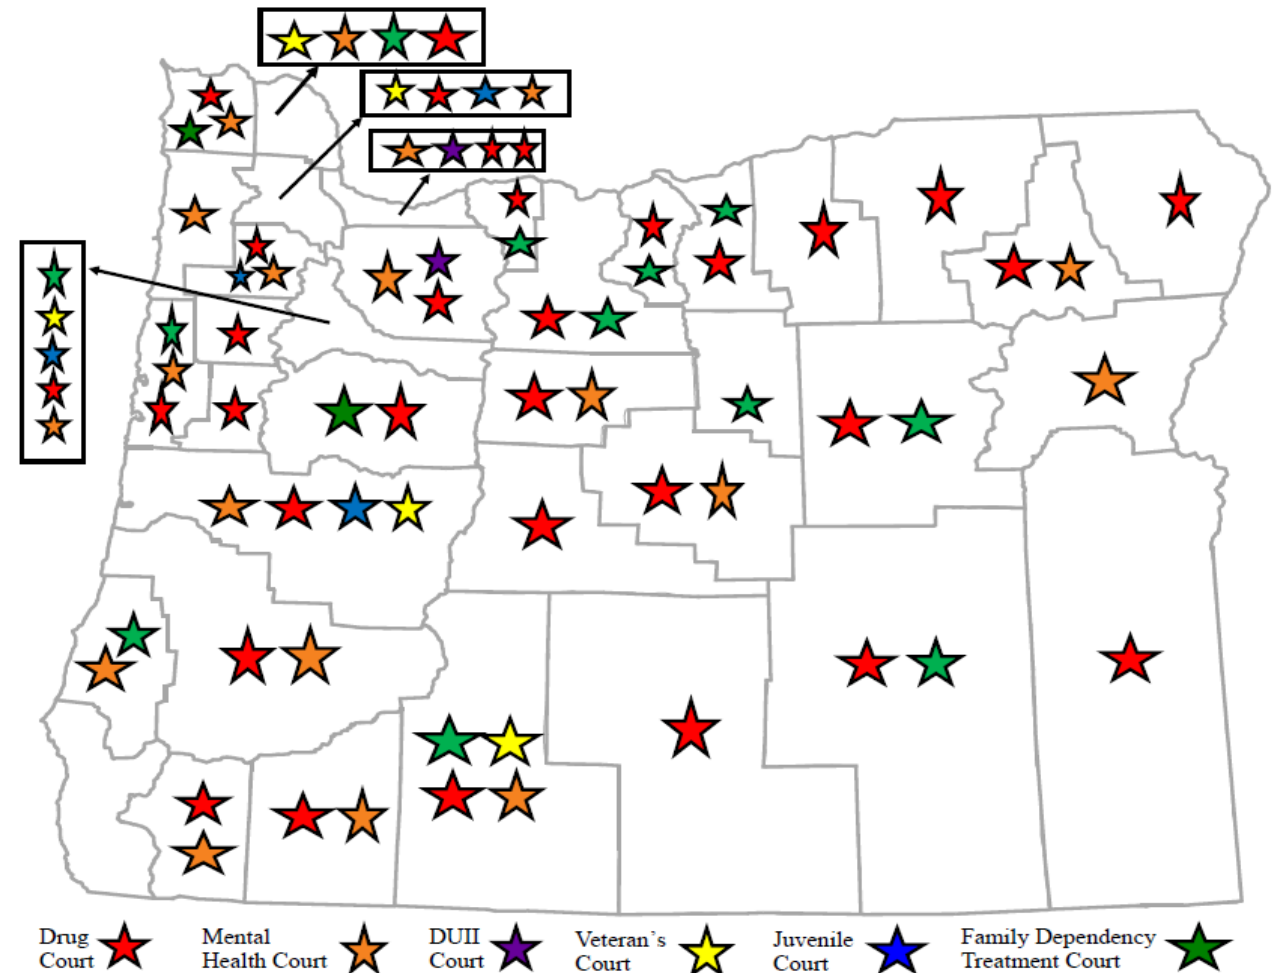 Drug
Court
Mental
Health Court
DUII
Court
Veteran's
Court
Juvenile
Court
Family Dependency
Treatment Court